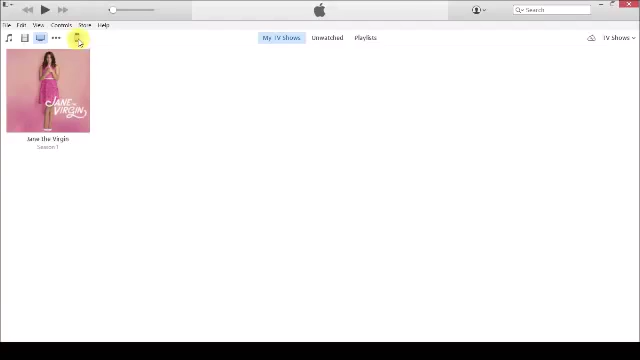 Search
File Edit View Controls Store Help
My TV Shows Unwatched Playlists TV Shows
JANE THE VIRGIN
Jane the Virgin
Season 1